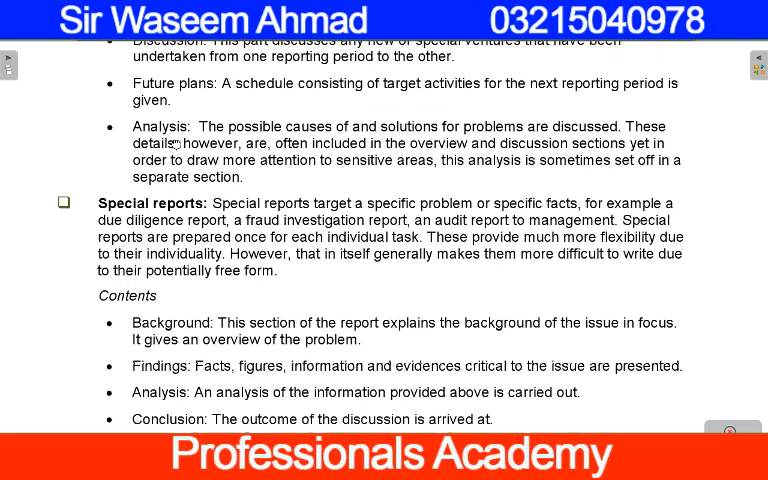 Sir Waseem Ahmad 03215040978
Discussion: This part discusses any new or special ventures that have been
undertaken from one reporting period to the other.
• Future plans: A schedule consisting of target activities for the next reporting period is
given.
• Analysis: The possible causes of and solutions for problems are discussed. These
details however, are, often included in the overview and discussion sections yet in
order to draw more attention to sensitive areas, this analysis is sometimes set off in a
separate section.
Special reports: Special reports target a specific problem or specific facts, for example a
due diligence report, a fraud investigation report, an audit report to management. Special
reports are prepared once for each individual task. These provide much more flexibility due
to their individuality. However, that in itself generally makes them more difficult to write due
to their potentially free form.
Contents
• Background: This section of the report explains the background of the issue in focus.
It gives an overview of the problem.
• Findings: Facts, figures, information and evidences critical to the issue are presented.
• Analysis: An analysis of the information provided above is carried out.
• Conclusion: The outcome of the discussion is arrived at.
Professionals Academy